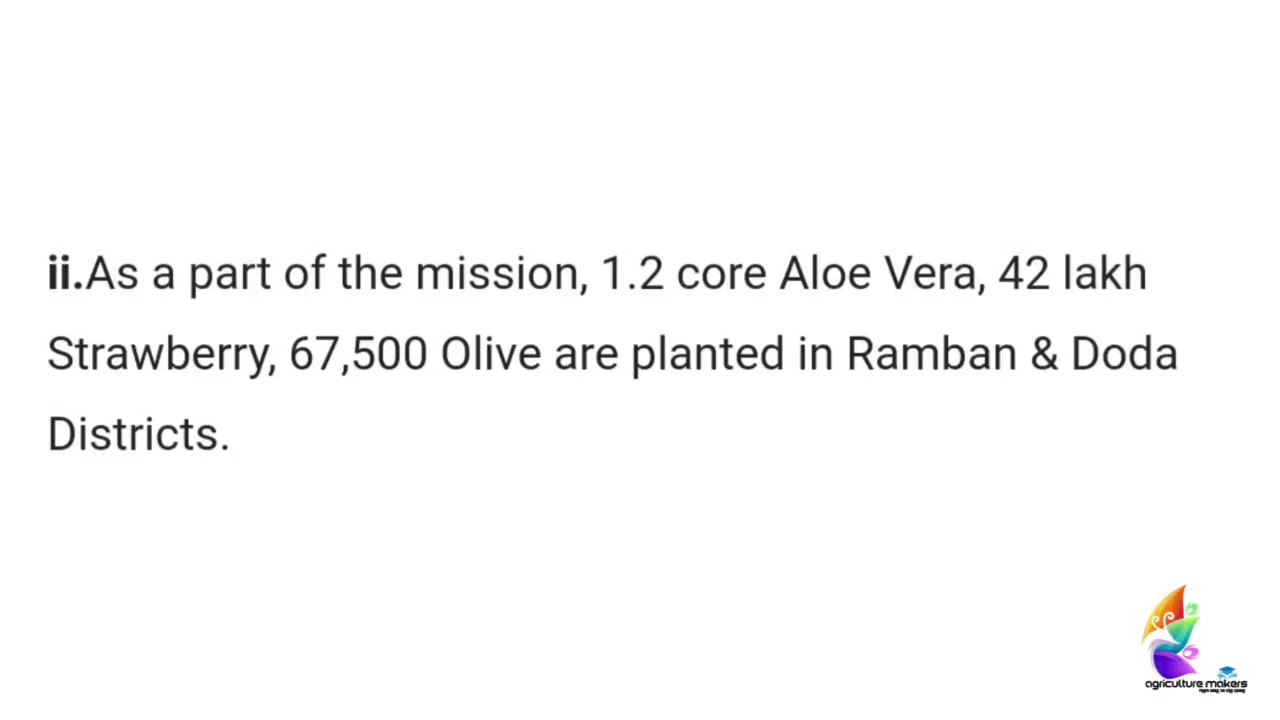 ii.As a part of the mission, 1.2 core Aloe Vera, 42 lakh
Strawberry, 67,500 Olive are planted in Ramban & Doda
Districts.
agriculture makers